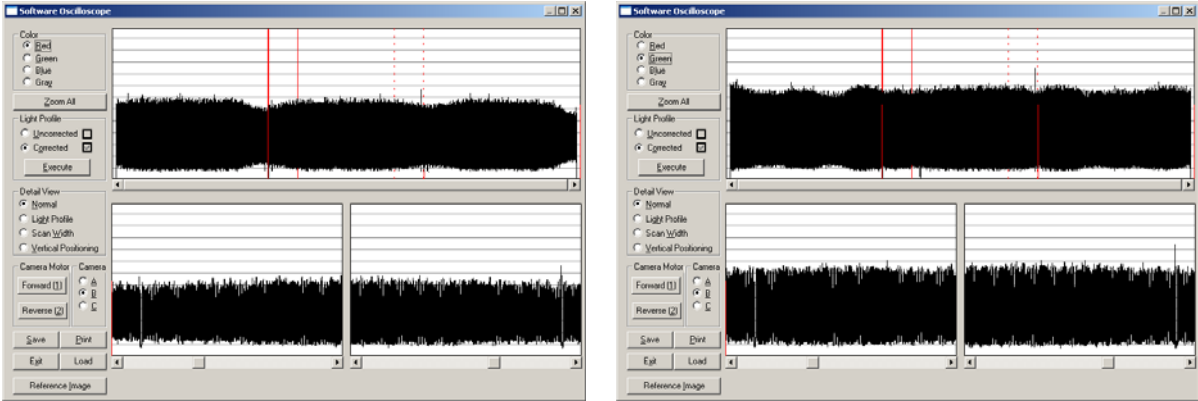 Software Oscilloscope
Color
Red
Green
Blue
Gray
Zoom All
Light Profile
Uncorrected
Corrected
Execute
Detail View
Normal
Light Profile
Scan Width
Vertical Positioning
Camera Motor Camera
Forward (1) A
B
Reverse (2) C
Save Print
Exit Load
Reference Image
Software Oscilloscope
Color
Red
Green
Blue
Gray
Zoom All
Light Profile
Uncorrected
Corrected
Execute
Detail View
Normal
Light Profile
Scan Width
Vertical Positioning
Camera Motor Camera
Forward (1) A
B
Reverse (2) C
Save Print
Exit Load
Reference Image